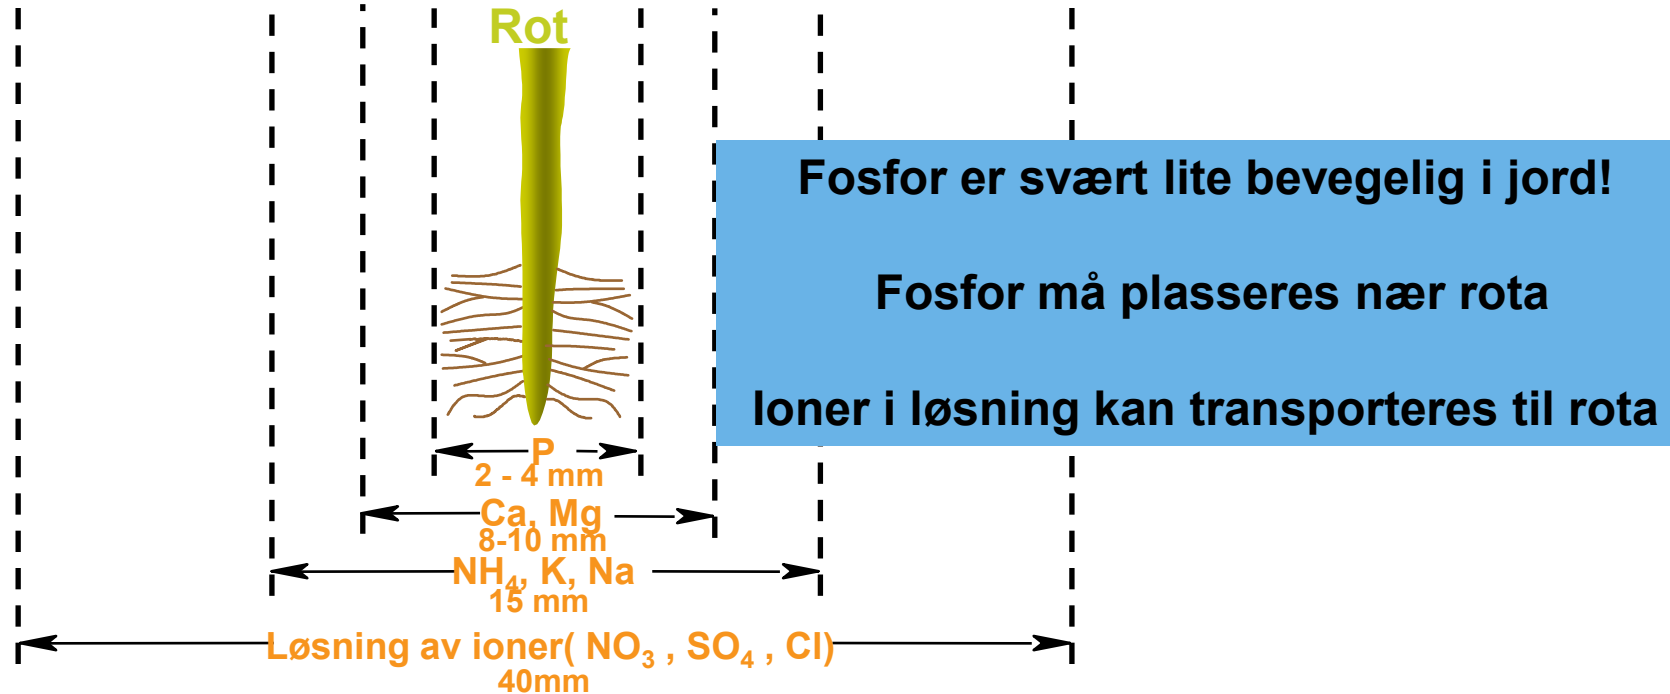 Rot
Fosfor er svært lite bevegelig i jord!
Fosfor må plasseres nær rota
Ioner i løsning kan transporteres til rota
P
2 - 4 mm
Ca, Mg
8-10 mm
NH₄, K, Na
15 mm
Løsning av ioner( NO₃ , SO₄ , Cl)
40mm